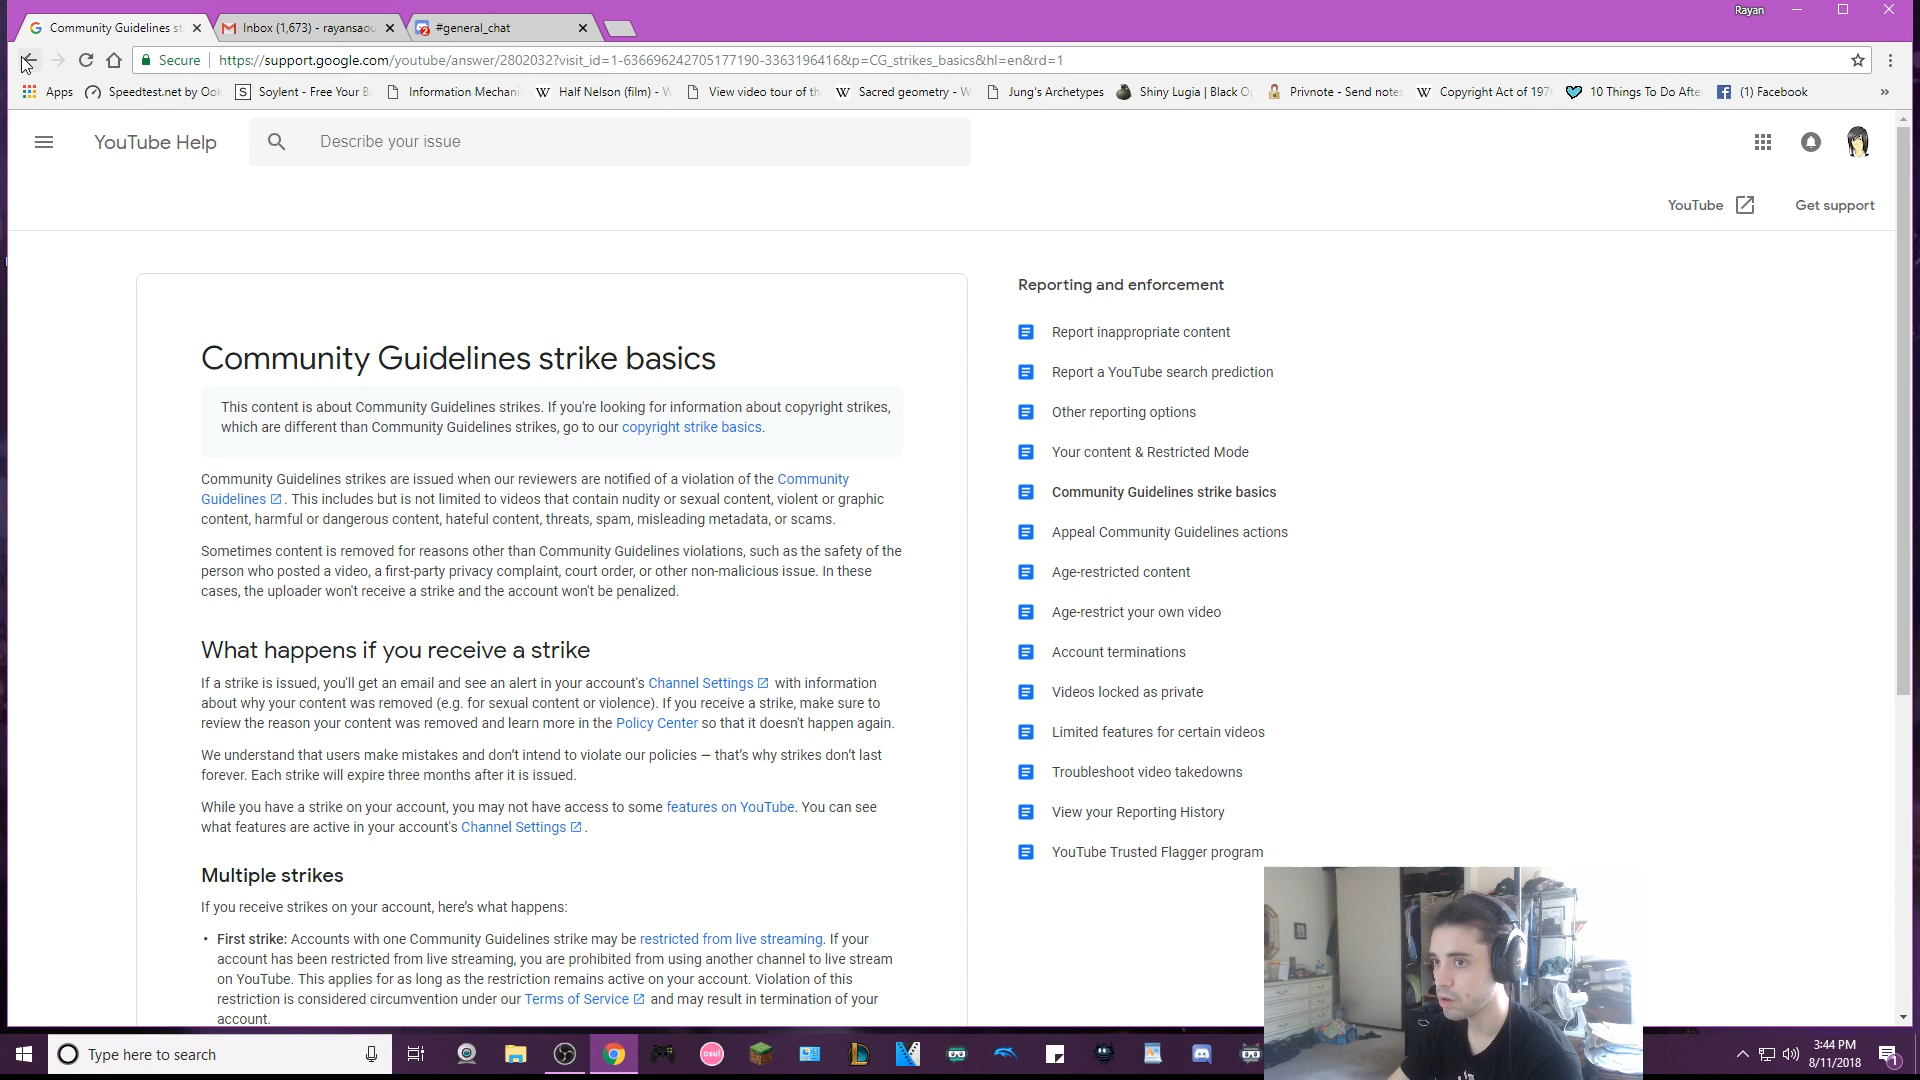 Rayan
Community Guidelines st
Inbox (1,673) - rayansaou
#general_chat
Secure
https://support.google.com/youtube/answer/2802032?visit_id=1-636696242705177190-3363196416&p=CG_strikes_basics&hl=en&rd=1
Apps
Speedtest.net by Ook
Soylent - Free Your B
Information Mechani
Half Nelson (film) - W
View video tour of th
Sacred geometry - W
Jung's Archetypes
Shiny Lugia | Black O
Privnote - Send notes
Copyright Act of 197
10 Things To Do Afte
(1) Facebook
YouTube Help
Describe your issue
YouTube
Get support
Community Guidelines strike basics
This content is about Community Guidelines strikes. If you're looking for information about copyright strikes,
which are different than Community Guidelines strikes, go to our copyright strike basics.
Community Guidelines strikes are issued when our reviewers are notified of a violation of the Community
Guidelines . This includes but is not limited to videos that contain nudity or sexual content, violent or graphic
content, harmful or dangerous content, hateful content, threats, spam, misleading metadata, or scams.
Sometimes content is removed for reasons other than Community Guidelines violations, such as the safety of the
person who posted a video, a first-party privacy complaint, court order, or other non-malicious issue. In these
cases, the uploader won't receive a strike and the account won't be penalized.
What happens if you receive a strike
If a strike is issued, you'll get an email and see an alert in your account's Channel Settings with information
about why your content was removed (e.g. for sexual content or violence). If you receive a strike, make sure to
review the reason your content was removed and learn more in the Policy Center so that it doesn't happen again.
We understand that users make mistakes and don't intend to violate our policies — that's why strikes don't last
forever. Each strike will expire three months after it is issued.
While you have a strike on your account, you may not have access to some features on YouTube. You can see
what features are active in your account's Channel Settings .
Multiple strikes
If you receive strikes on your account, here's what happens:
• First strike: Accounts with one Community Guidelines strike may be restricted from live streaming. If your
account has been restricted from live streaming, you are prohibited from using another channel to live stream
on YouTube. This applies for as long as the restriction remains active on your account. Violation of this
restriction is considered circumvention under our Terms of Service and may result in termination of your
account.
Reporting and enforcement
Report inappropriate content
Report a YouTube search prediction
Other reporting options
Your content & Restricted Mode
Community Guidelines strike basics
Appeal Community Guidelines actions
Age-restricted content
Age-restrict your own video
Account terminations
Videos locked as private
Limited features for certain videos
Troubleshoot video takedowns
View your Reporting History
YouTube Trusted Flagger program
Type here to search
osu!
3:44 PM
8/11/2018
1